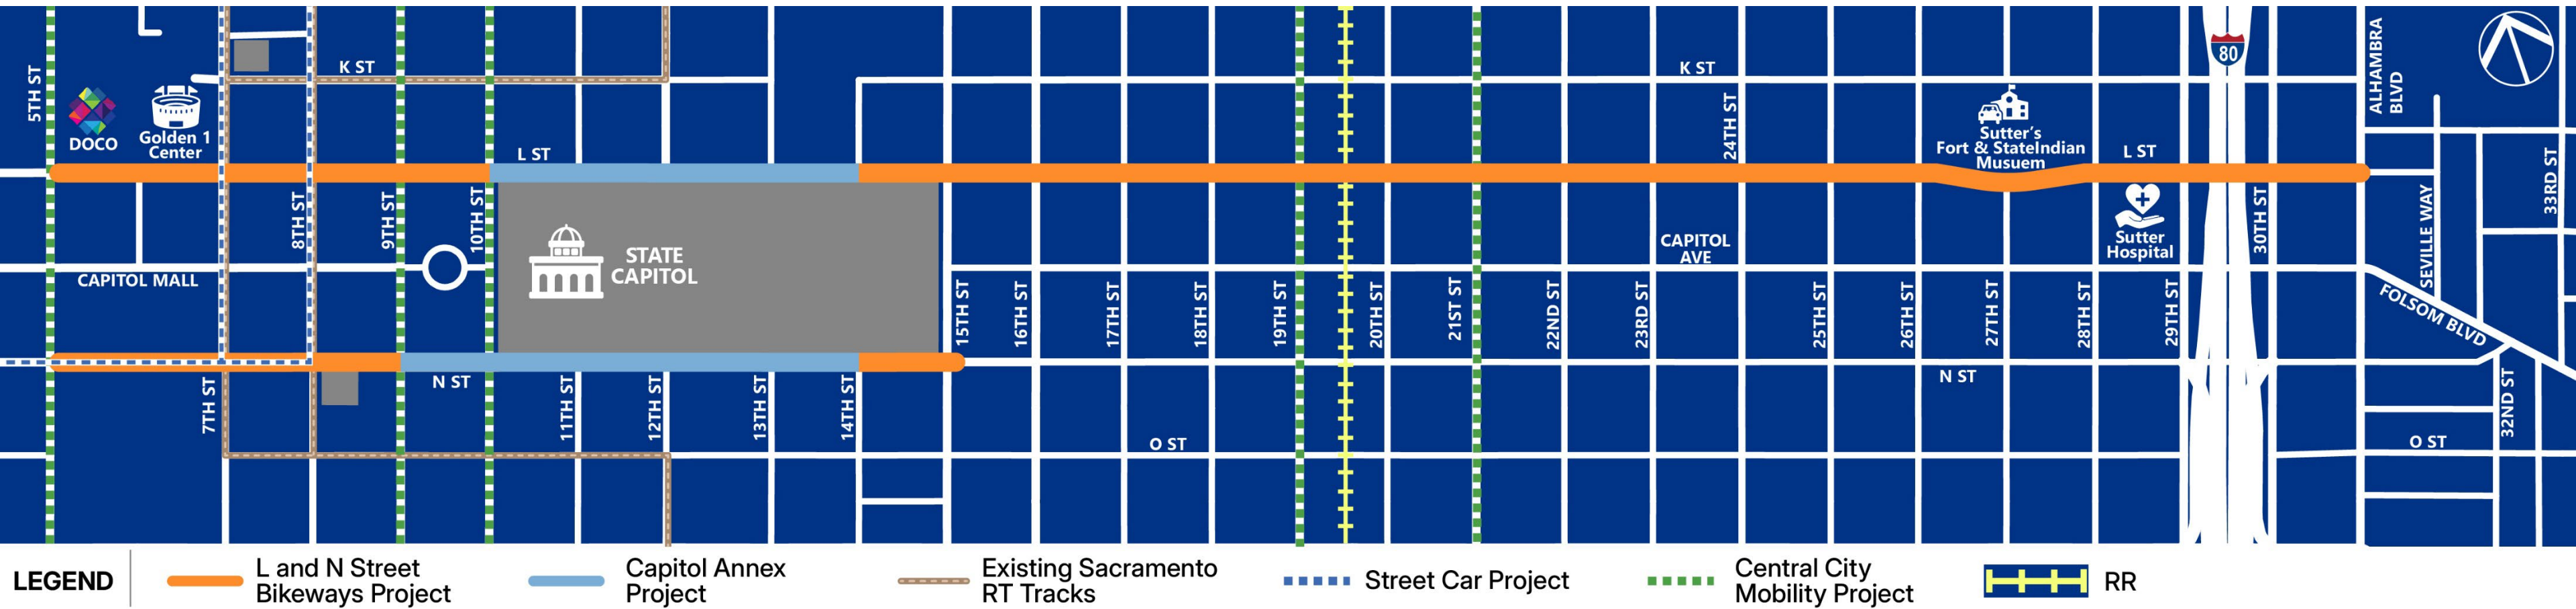 5TH ST
DOCO
Golden 1
Center
K ST
L ST
8TH ST
9TH ST
10TH ST
CAPITOL MALL
STATE
CAPITOL
7TH ST
N ST
11TH ST
12TH ST
13TH ST
14TH ST
15TH ST
16TH ST
17TH ST
18TH ST
19TH ST
20TH ST
21ST ST
22ND ST
23RD ST
O ST
K ST
24TH ST
CAPITOL
AVE
25TH ST
26TH ST
27TH ST
28TH ST
29TH ST
Sutter's
Fort & StateIndian
Musuem
L ST
Sutter
Hospital
N ST
80
30TH ST
ALHAMBRA
BLVD
SEVILLE WAY
33RD ST
FOLSOM BLVD
32ND ST
O ST
LEGEND
L and N Street
Bikeways Project
Capitol Annex
Project
Existing Sacramento
RT Tracks
Street Car Project
Central City
Mobility Project
RR